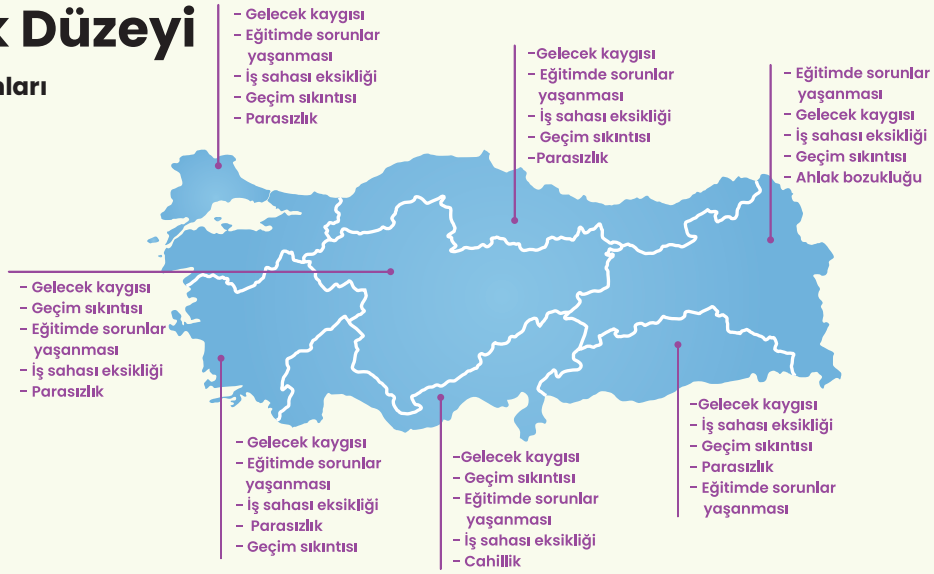 k Düzeyi
nları
- Gelecek kaygısı
- Eğitimde sorunlar
yaşanması
- İş sahası eksikliği
- Geçim sıkıntısı
- Parasızlık
-Gelecek kaygısı
- Eğitimde sorunlar
yaşanması
- İş sahası eksikliği
- Geçim sıkıntısı
-Parasızlık
- Eğitimde sorunlar
yaşanması
- Gelecek kaygısı
- İş sahası eksikliği
- Geçim sıkıntısı
- Ahlak bozukluğu
- Gelecek kaygısı
- Geçim sıkıntısı
- Eğitimde sorunlar
yaşanması
- İş sahası eksikliği
- Parasızlık
- Gelecek kaygısı
- Eğitimde sorunlar
yaşanması
- İş sahası eksikliği
- Parasızlık
- Geçim sıkıntısı
-Gelecek kaygısı
- Geçim sıkıntısı
- Eğitimde sorunlar
yaşanması
- İş sahası eksikliği
- Cahillik
-Gelecek kaygısı
- İş sahası eksikliği
- Geçim sıkıntısı
- Parasızlık
- Eğitimde sorunlar
yaşanması